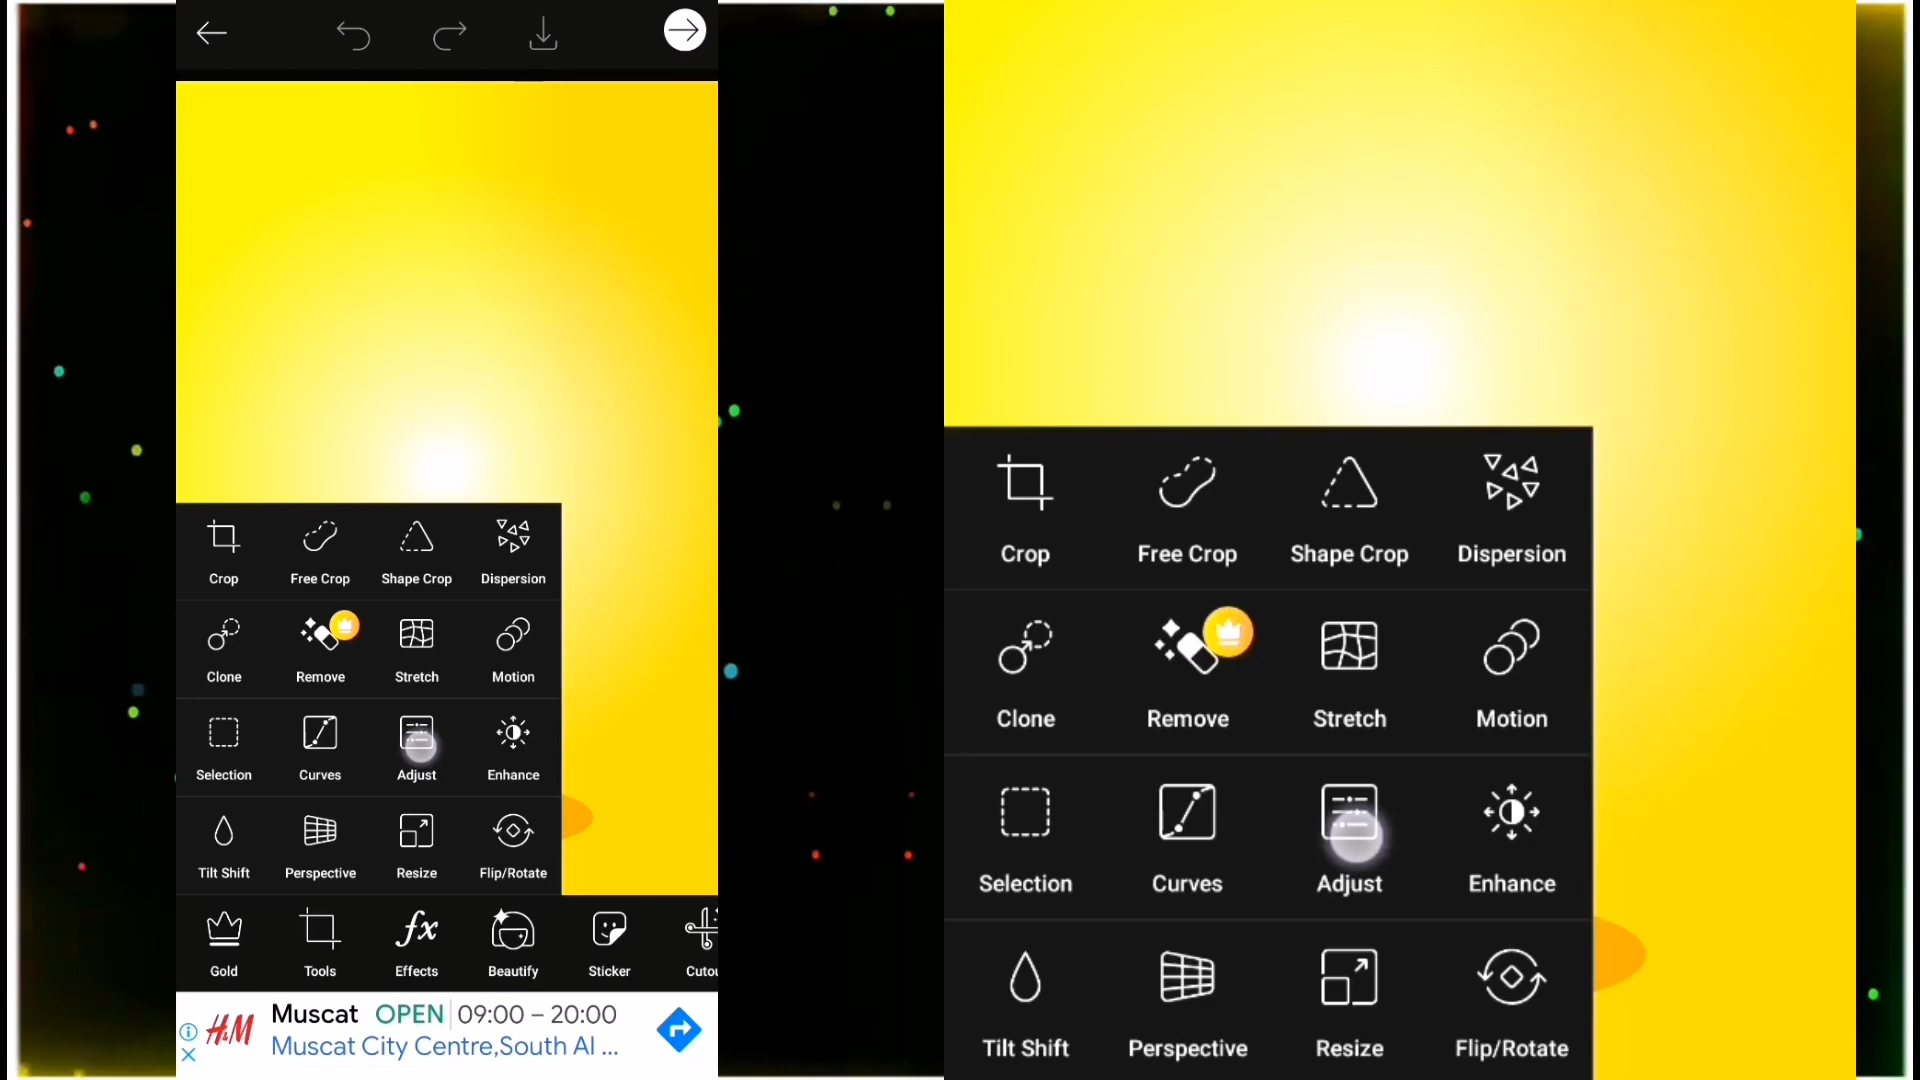 Crop Free Crop Shape Crop Dispersion
Clone Remove Stretch Motion
Selection Curves Adjust Enhance
Tilt Shift Perspective Resize Flip/Rotate
Gold Tools fx Effects Beautify Sticker Cutou
H&M Muscat OPEN 09:00 – 20:00
Muscat City Centre,South Al ...
Crop Free Crop Shape Crop Dispersion
Clone Remove Stretch Motion
Selection Curves Adjust Enhance
Tilt Shift Perspective Resize Flip/Rotate